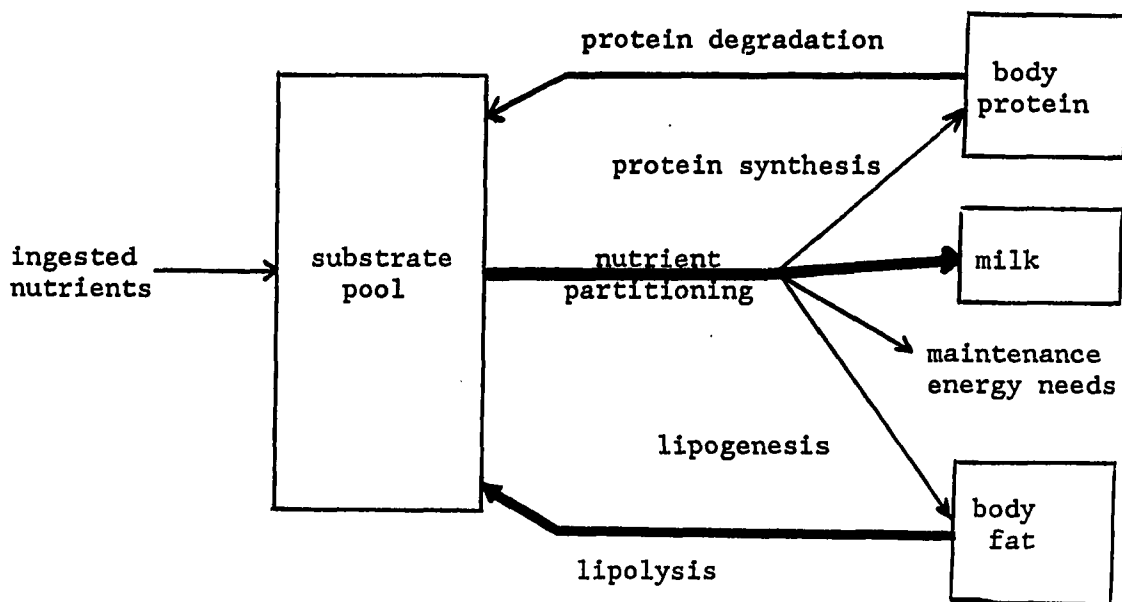 protein degradation
body
protein
protein synthesis
ingested
nutrients
substrate
pool
nutrient
partitioning
milk
maintenance
energy needs
lipogenesis
body
fat
lipolysis